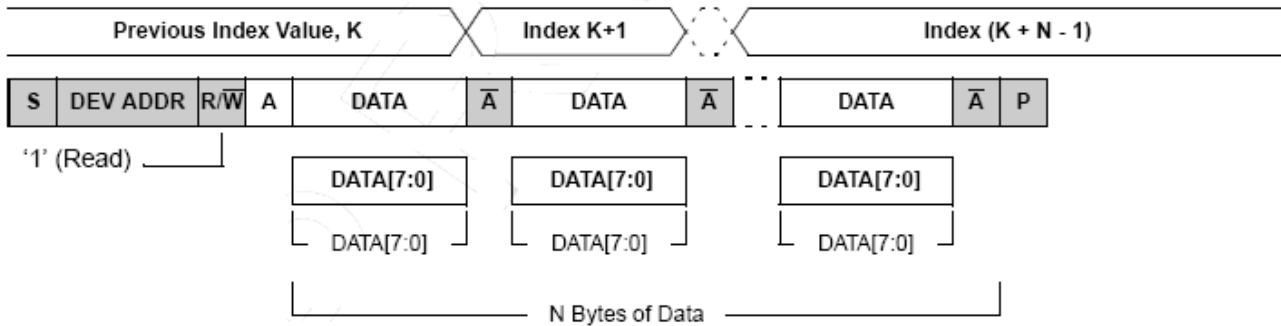 Previous Index Value, K Index K+1 Index (K + N - 1)
S DEV ADDR R/W̅ A DATA A̅ DATA A̅ DATA A̅ P
'1' (Read)
DATA[7:0] DATA[7:0] DATA[7:0]
DATA[7:0] DATA[7:0] DATA[7:0]
N Bytes of Data